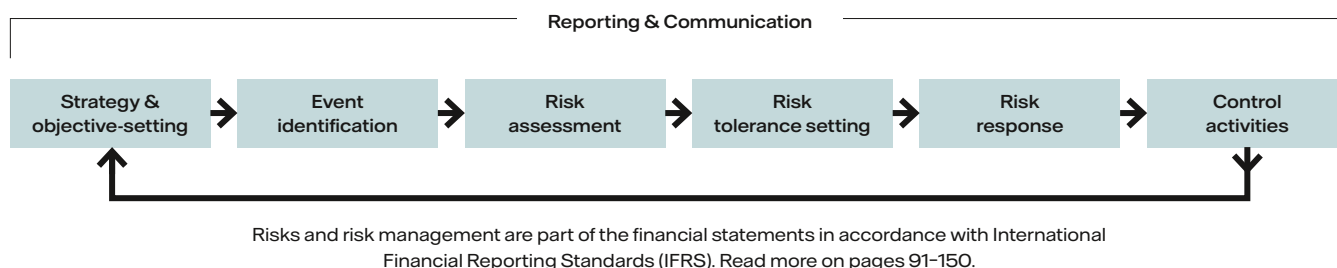 Reporting & Communication
Strategy &
objective-setting
Event
identification
Risk
assessment
Risk
tolerance setting
Risk
response
Control
activities
Risks and risk management are part of the financial statements in accordance with International
Financial Reporting Standards (IFRS). Read more on pages 91–150.